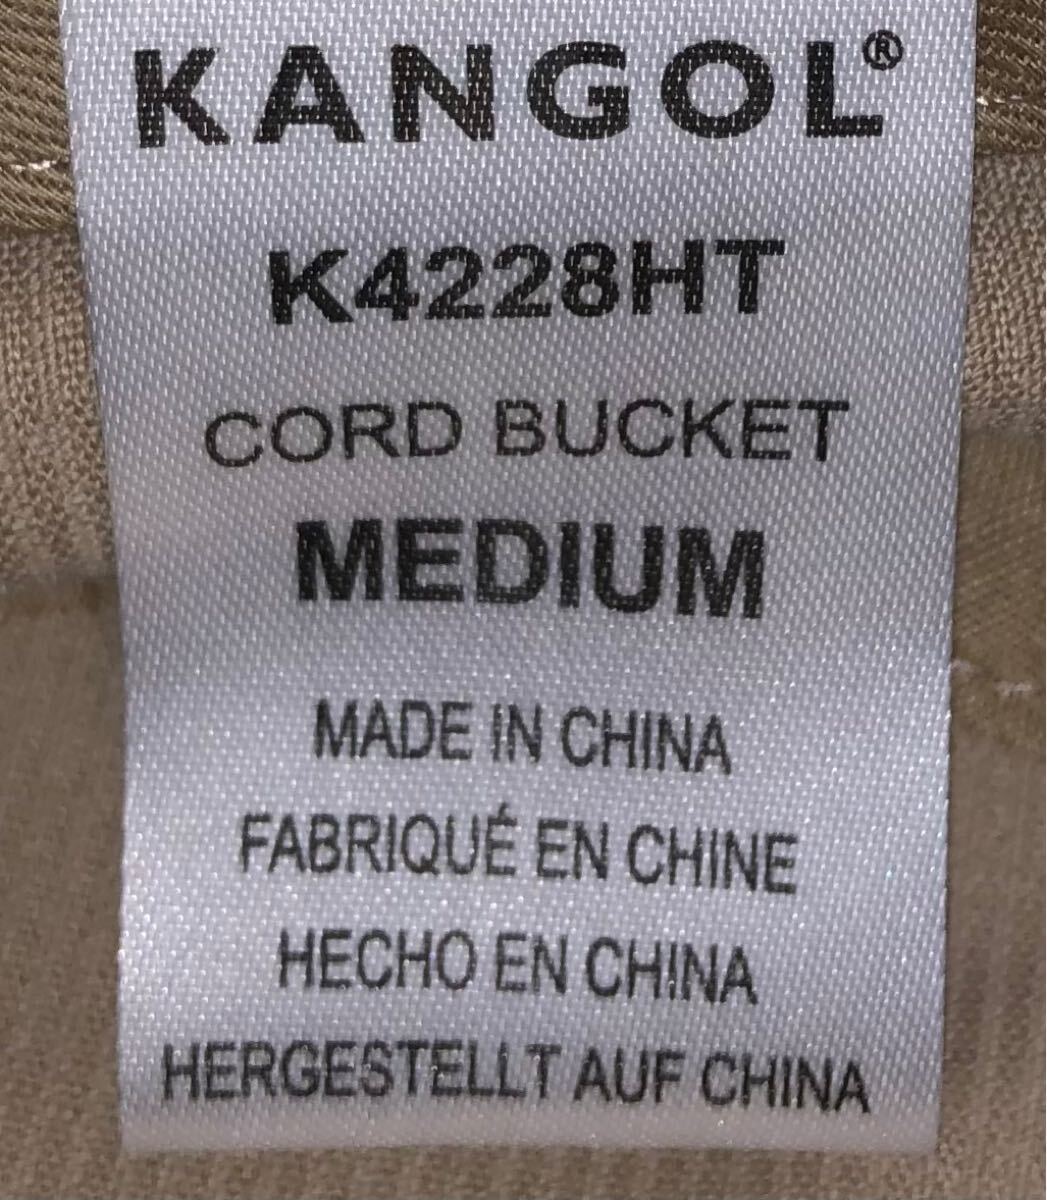 KANGOL®
K4228HT
CORD BUCKET
MEDIUM
MADE IN CHINA
FABRIQUÉ EN CHINE
HECHO EN CHINA
HERGESTELLT AUF CHINA